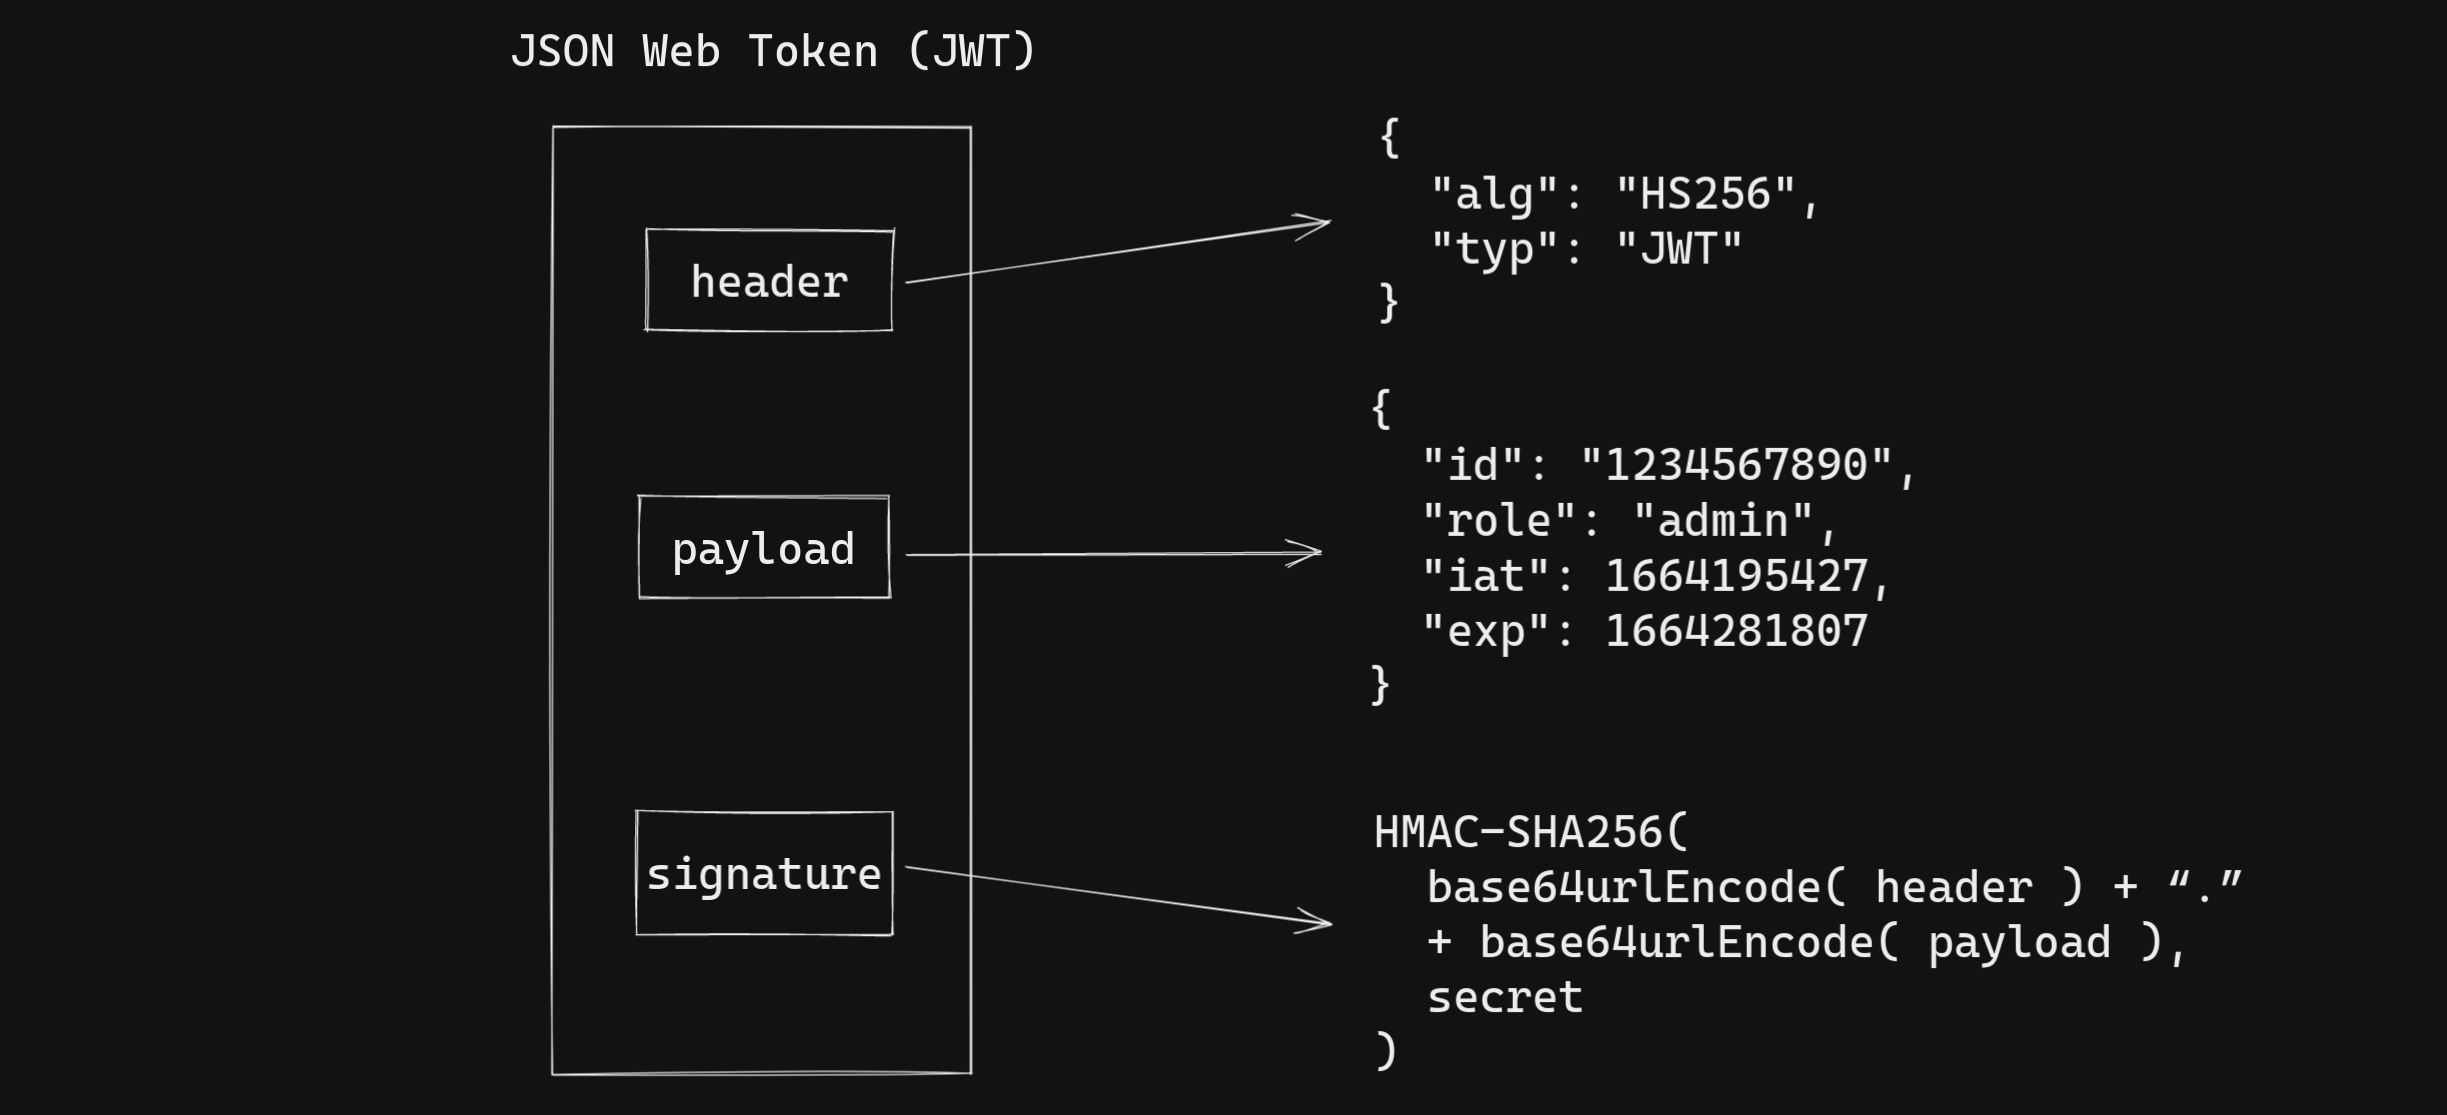 JSON Web Token (JWT)
header
{
"alg": "HS256",
"typ": "JWT"
}
payload
{
"id": "1234567890",
"role": "admin",
"iat": 1664195427,
"exp": 1664281807
}
signature
HMAC-SHA256(
base64urlEncode( header ) + “.”
+ base64urlEncode( payload ),
secret
)